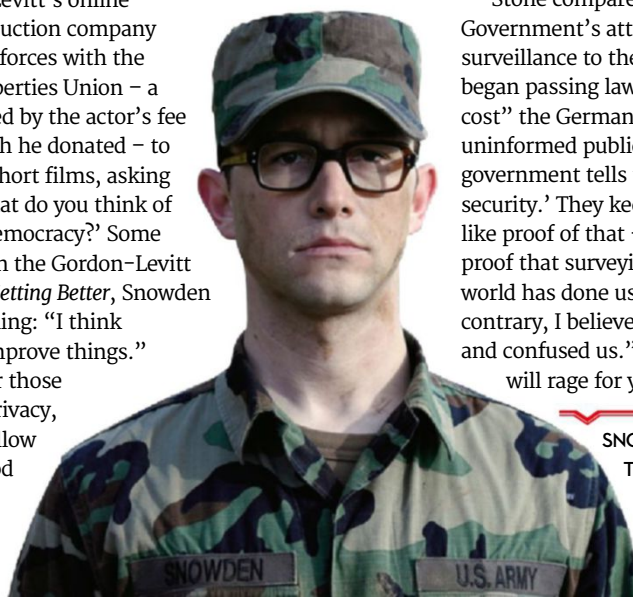 uction company
forces with the
erties Union – a
ed by the actor's fee
h he donated – to
hort films, asking
at do you think of
emocracy?' Some
n the Gordon-Levitt
etting Better, Snowden
ing: “I think
nprove things.”
r those
rivacy,
llow
od
Stone compare
Government's att
surveillance to the
began passing law
cost” the German
uninformed public
government tells
security.' They kee
like proof of that
proof that surveyi
world has done us
contrary, I believe
and confused us.”
will rage for y
SNO
T
SNOWDEN
U.S. ARMY